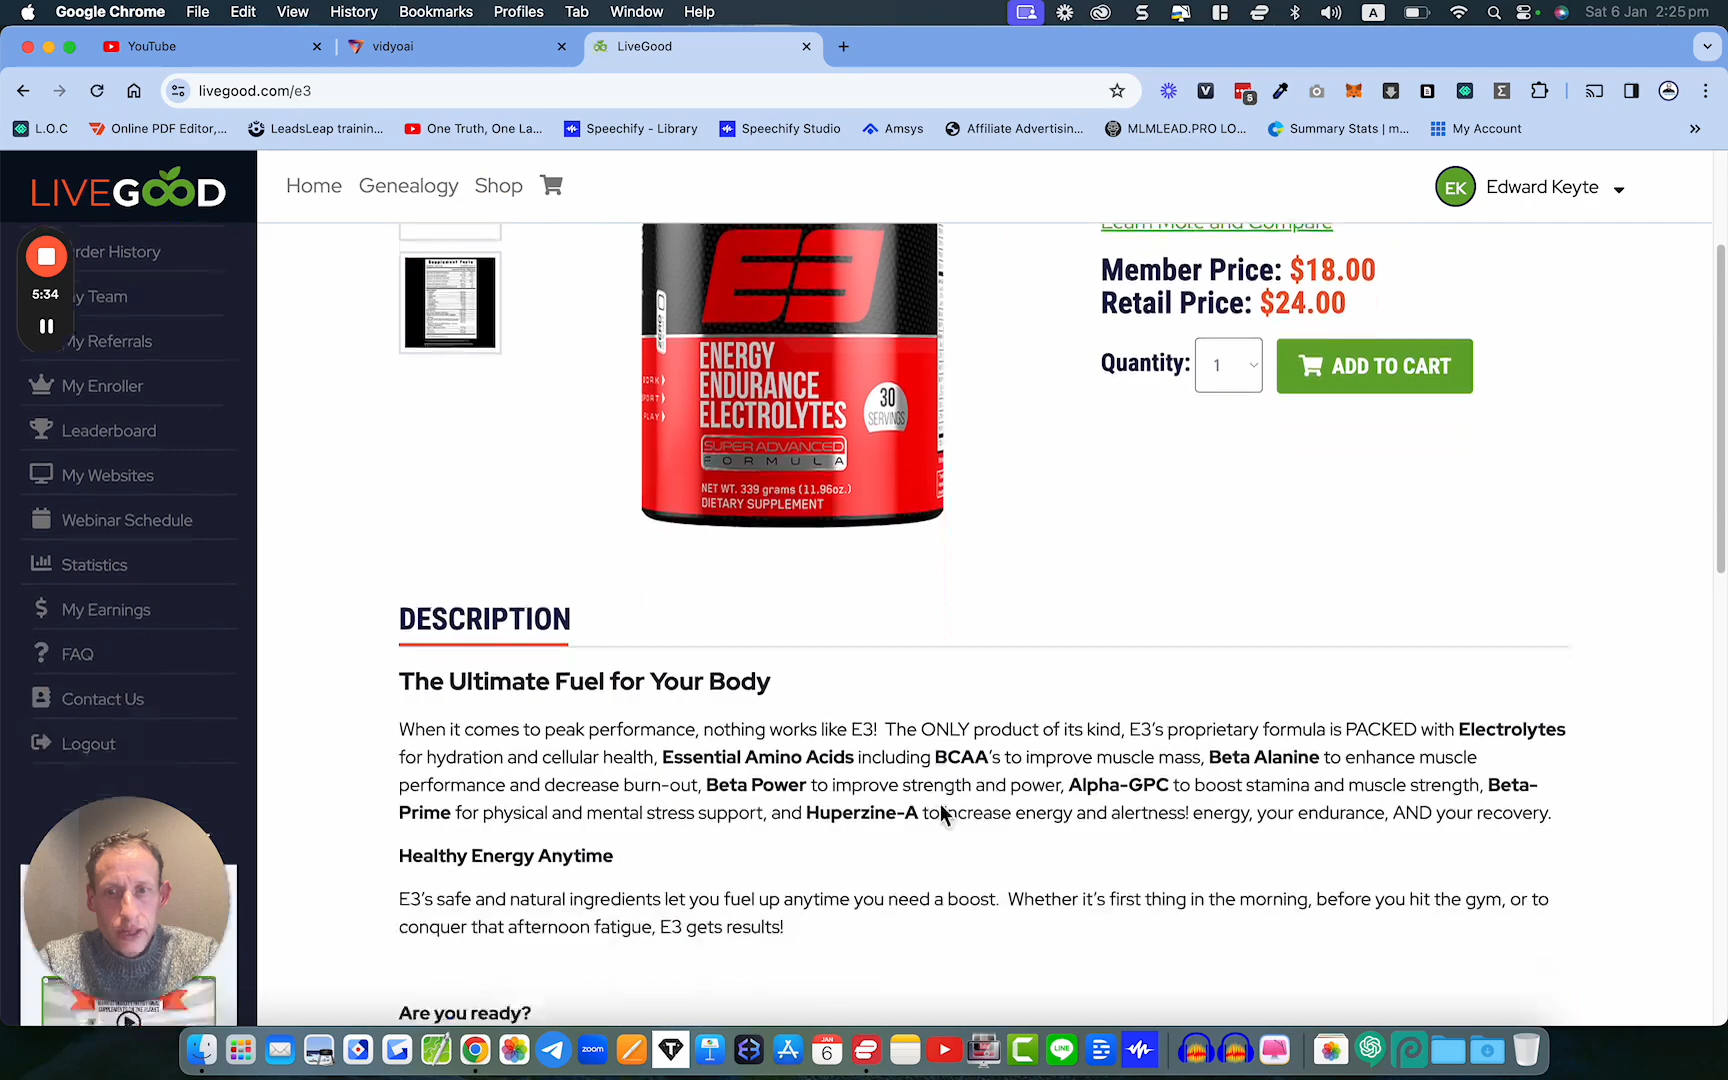 Google Chrome File Edit View History Bookmarks Profiles Tab Window Help
A
Sat 6 Jan 2:25pm
YouTube
vidyoai
LiveGood
livegood.com/e3
5
L.O.C
Online PDF Editor,...
LeadsLeap trainin...
One Truth, One La...
Speechify - Library
Speechify Studio
Amsys
Affiliate Advertisin...
MLMLEAD.PRO LO...
Summary Stats | m...
My Account
LIVEGOOD
Home Genealogy Shop
EK Edward Keyte
rder History
5:34
y Team
My Referrals
My Enroller
Leaderboard
My Websites
Webinar Schedule
Statistics
My Earnings
FAQ
Contact Us
Logout
Supplement Facts
E3
ENERGY
ENDURANCE
ELECTROLYTES
30
SERVINGS
SUPER ADVANCED
FORMULA
NET WT. 339 grams (11.96oz.)
DIETARY SUPPLEMENT
Learn More and Compare
Member Price: $18.00
Retail Price: $24.00
Quantity: 1 ADD TO CART
DESCRIPTION
The Ultimate Fuel for Your Body
When it comes to peak performance, nothing works like E3! The ONLY product of its kind, E3's proprietary formula is PACKED with Electrolytes
for hydration and cellular health, Essential Amino Acids including BCAA's to improve muscle mass, Beta Alanine to enhance muscle
performance and decrease burn-out, Beta Power to improve strength and power, Alpha-GPC to boost stamina and muscle strength, Beta-
Prime for physical and mental stress support, and Huperzine-A to increase energy and alertness! energy, your endurance, AND your recovery.
Healthy Energy Anytime
E3's safe and natural ingredients let you fuel up anytime you need a boost. Whether it's first thing in the morning, before you hit the gym, or to
conquer that afternoon fatigue, E3 gets results!
Are you ready?
zoom
JAN
6
LINE